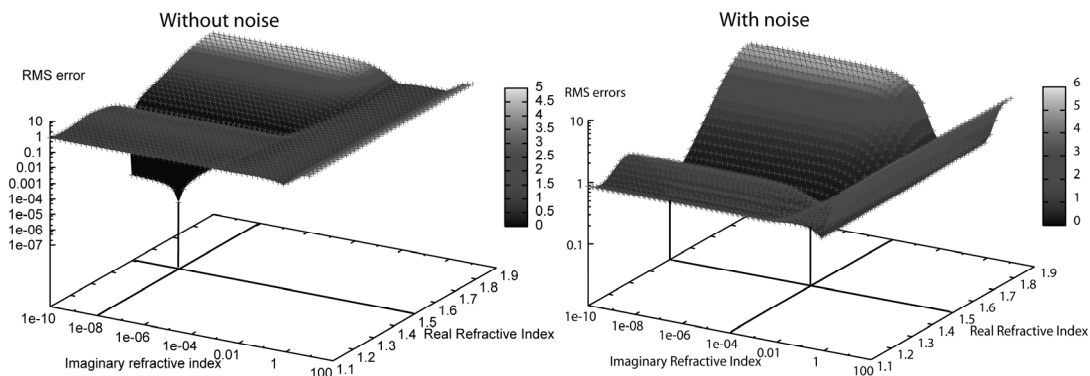 Without noise
RMS error
10
1
0.1
0.01
0.001
1e-04
1e-05
1e-06
1e-07
5
4.5
4
3.5
3
2.5
2
1.5
1
0.5
0
1e-10
1e-08
1e-06
1e-04
0.01
1
100
Imaginary refractive index
1.1
1.2
1.3
1.4
1.5
1.6
1.7
1.8
1.9
Real Refractive Index
With noise
RMS errors
10
1
0.1
6
5
4
3
2
1
0
1e-10
1e-08
1e-06
1e-04
0.01
1
100
Imaginary Refractive Index
1.1
1.2
1.3
1.4
1.5
1.6
1.7
1.8
1.9
Real Refractive Index